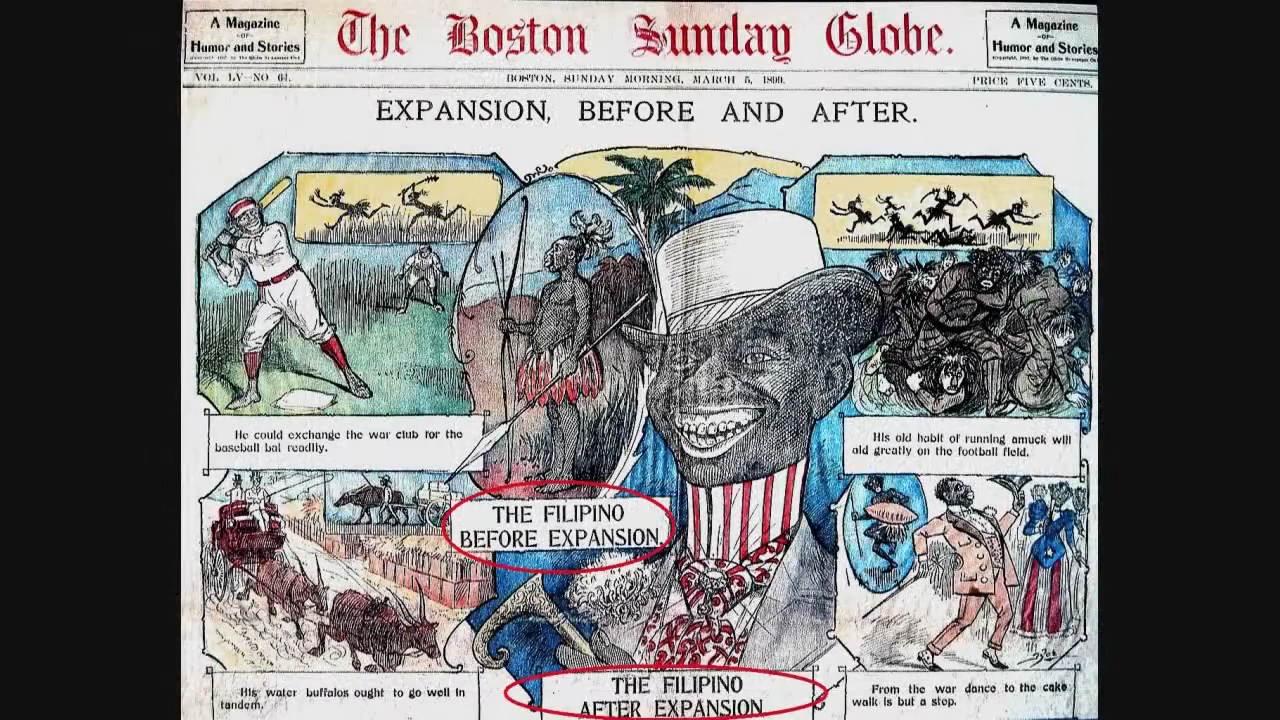 A Magazine
-OF-
Humor and Stories
The Boston Sunday Globe.
A Magazine
-OF-
Humor and Stories
VOL. LV-NO 64.
BOSTON, SUNDAY MORNING, MARCH 5, 1899.
PRICE FIVE CENTS.
EXPANSION, BEFORE AND AFTER.
He could exchange the war club for the
baseball bat readily.
His old habit of running amuck will
aid greatly on the football field.
THE FILIPINO
BEFORE EXPANSION.
His water buffalos ought to go well in
tandem.
THE FILIPINO
AFTER EXPANSION
From the war dance to the cake
walk is but a step.